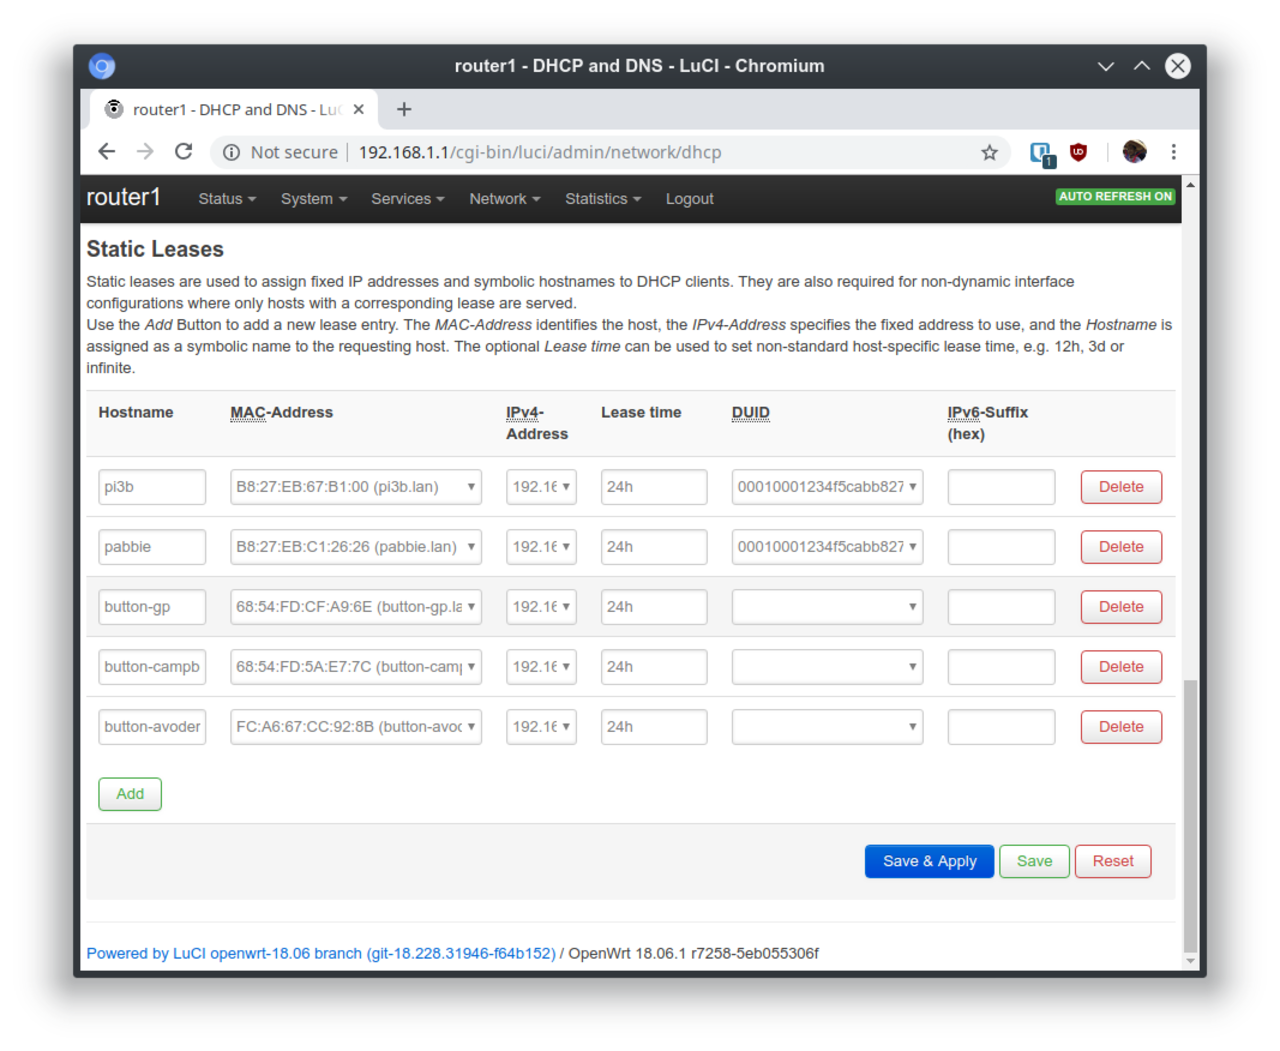 router1 - DHCP and DNS - LuCI - Chromium
router1 - DHCP and DNS - Lu
Not secure | 192.168.1.1/cgi-bin/luci/admin/network/dhcp
1
router1 Status System Services Network Statistics Logout AUTO REFRESH ON
Static Leases
Static leases are used to assign fixed IP addresses and symbolic hostnames to DHCP clients. They are also required for non-dynamic interface
configurations where only hosts with a corresponding lease are served.
Use the Add Button to add a new lease entry. The MAC-Address identifies the host, the IPv4-Address specifies the fixed address to use, and the Hostname is
assigned as a symbolic name to the requesting host. The optional Lease time can be used to set non-standard host-specific lease time, e.g. 12h, 3d or
infinite.
Hostname MAC-Address IPv4- Lease time DUID IPv6-Suffix
Address (hex)
pi3b B8:27:EB:67:B1:00 (pi3b.lan) 192.16 24h 00010001234f5cabb827 Delete
pabbie B8:27:EB:C1:26:26 (pabbie.lan) 192.16 24h 00010001234f5cabb827 Delete
button-gp 68:54:FD:CF:A9:6E (button-gp.la 192.16 24h Delete
button-campb 68:54:FD:5A:E7:7C (button-camp 192.16 24h Delete
button-avoder FC:A6:67:CC:92:8B (button-avoc 192.16 24h Delete
Add
Save & Apply Save Reset
Powered by LuCI openwrt-18.06 branch (git-18.228.31946-f64b152) / OpenWrt 18.06.1 r7258-5eb055306f